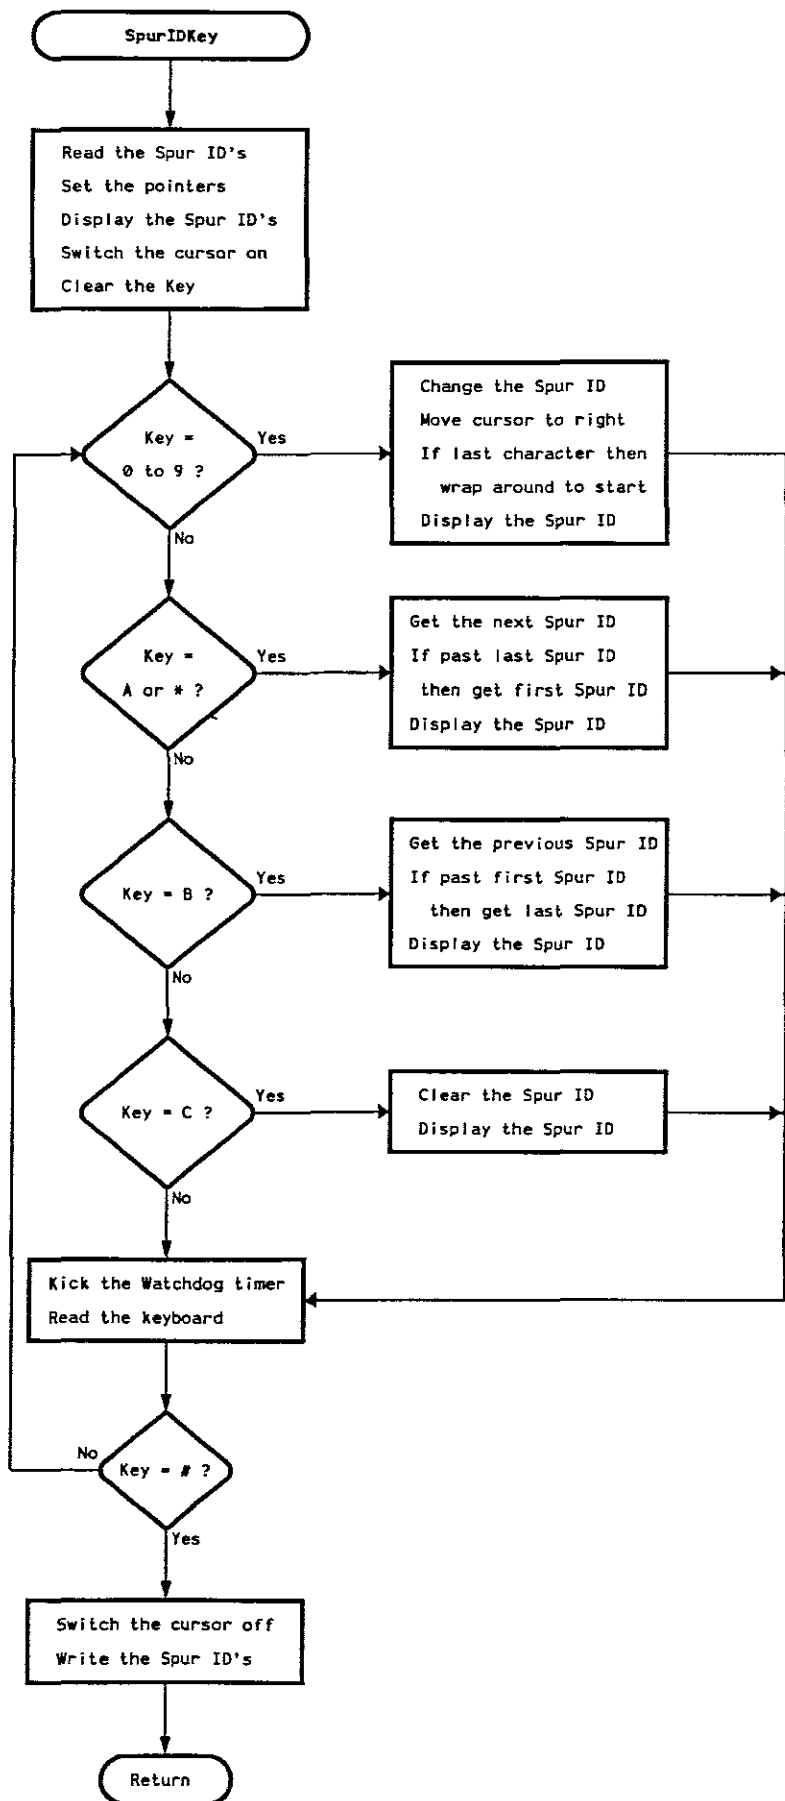 SpurIDKey
Read the Spur ID's
Set the pointers
Display the Spur ID's
Switch the cursor on
Clear the Key
Key =
0 to 9 ?
Yes
Change the Spur ID
Move cursor to right
If last character then
wrap around to start
Display the Spur ID
No
Key =
A or * ?
Yes
Get the next Spur ID
If past last Spur ID
then get first Spur ID
Display the Spur ID
No
Key = B ?
Yes
Get the previous Spur ID
If past first Spur ID
then get last Spur ID
Display the Spur ID
No
Key = C ?
Yes
Clear the Spur ID
Display the Spur ID
No
Kick the Watchdog timer
Read the keyboard
No
Key = # ?
Yes
Switch the cursor off
Write the Spur ID's
Return